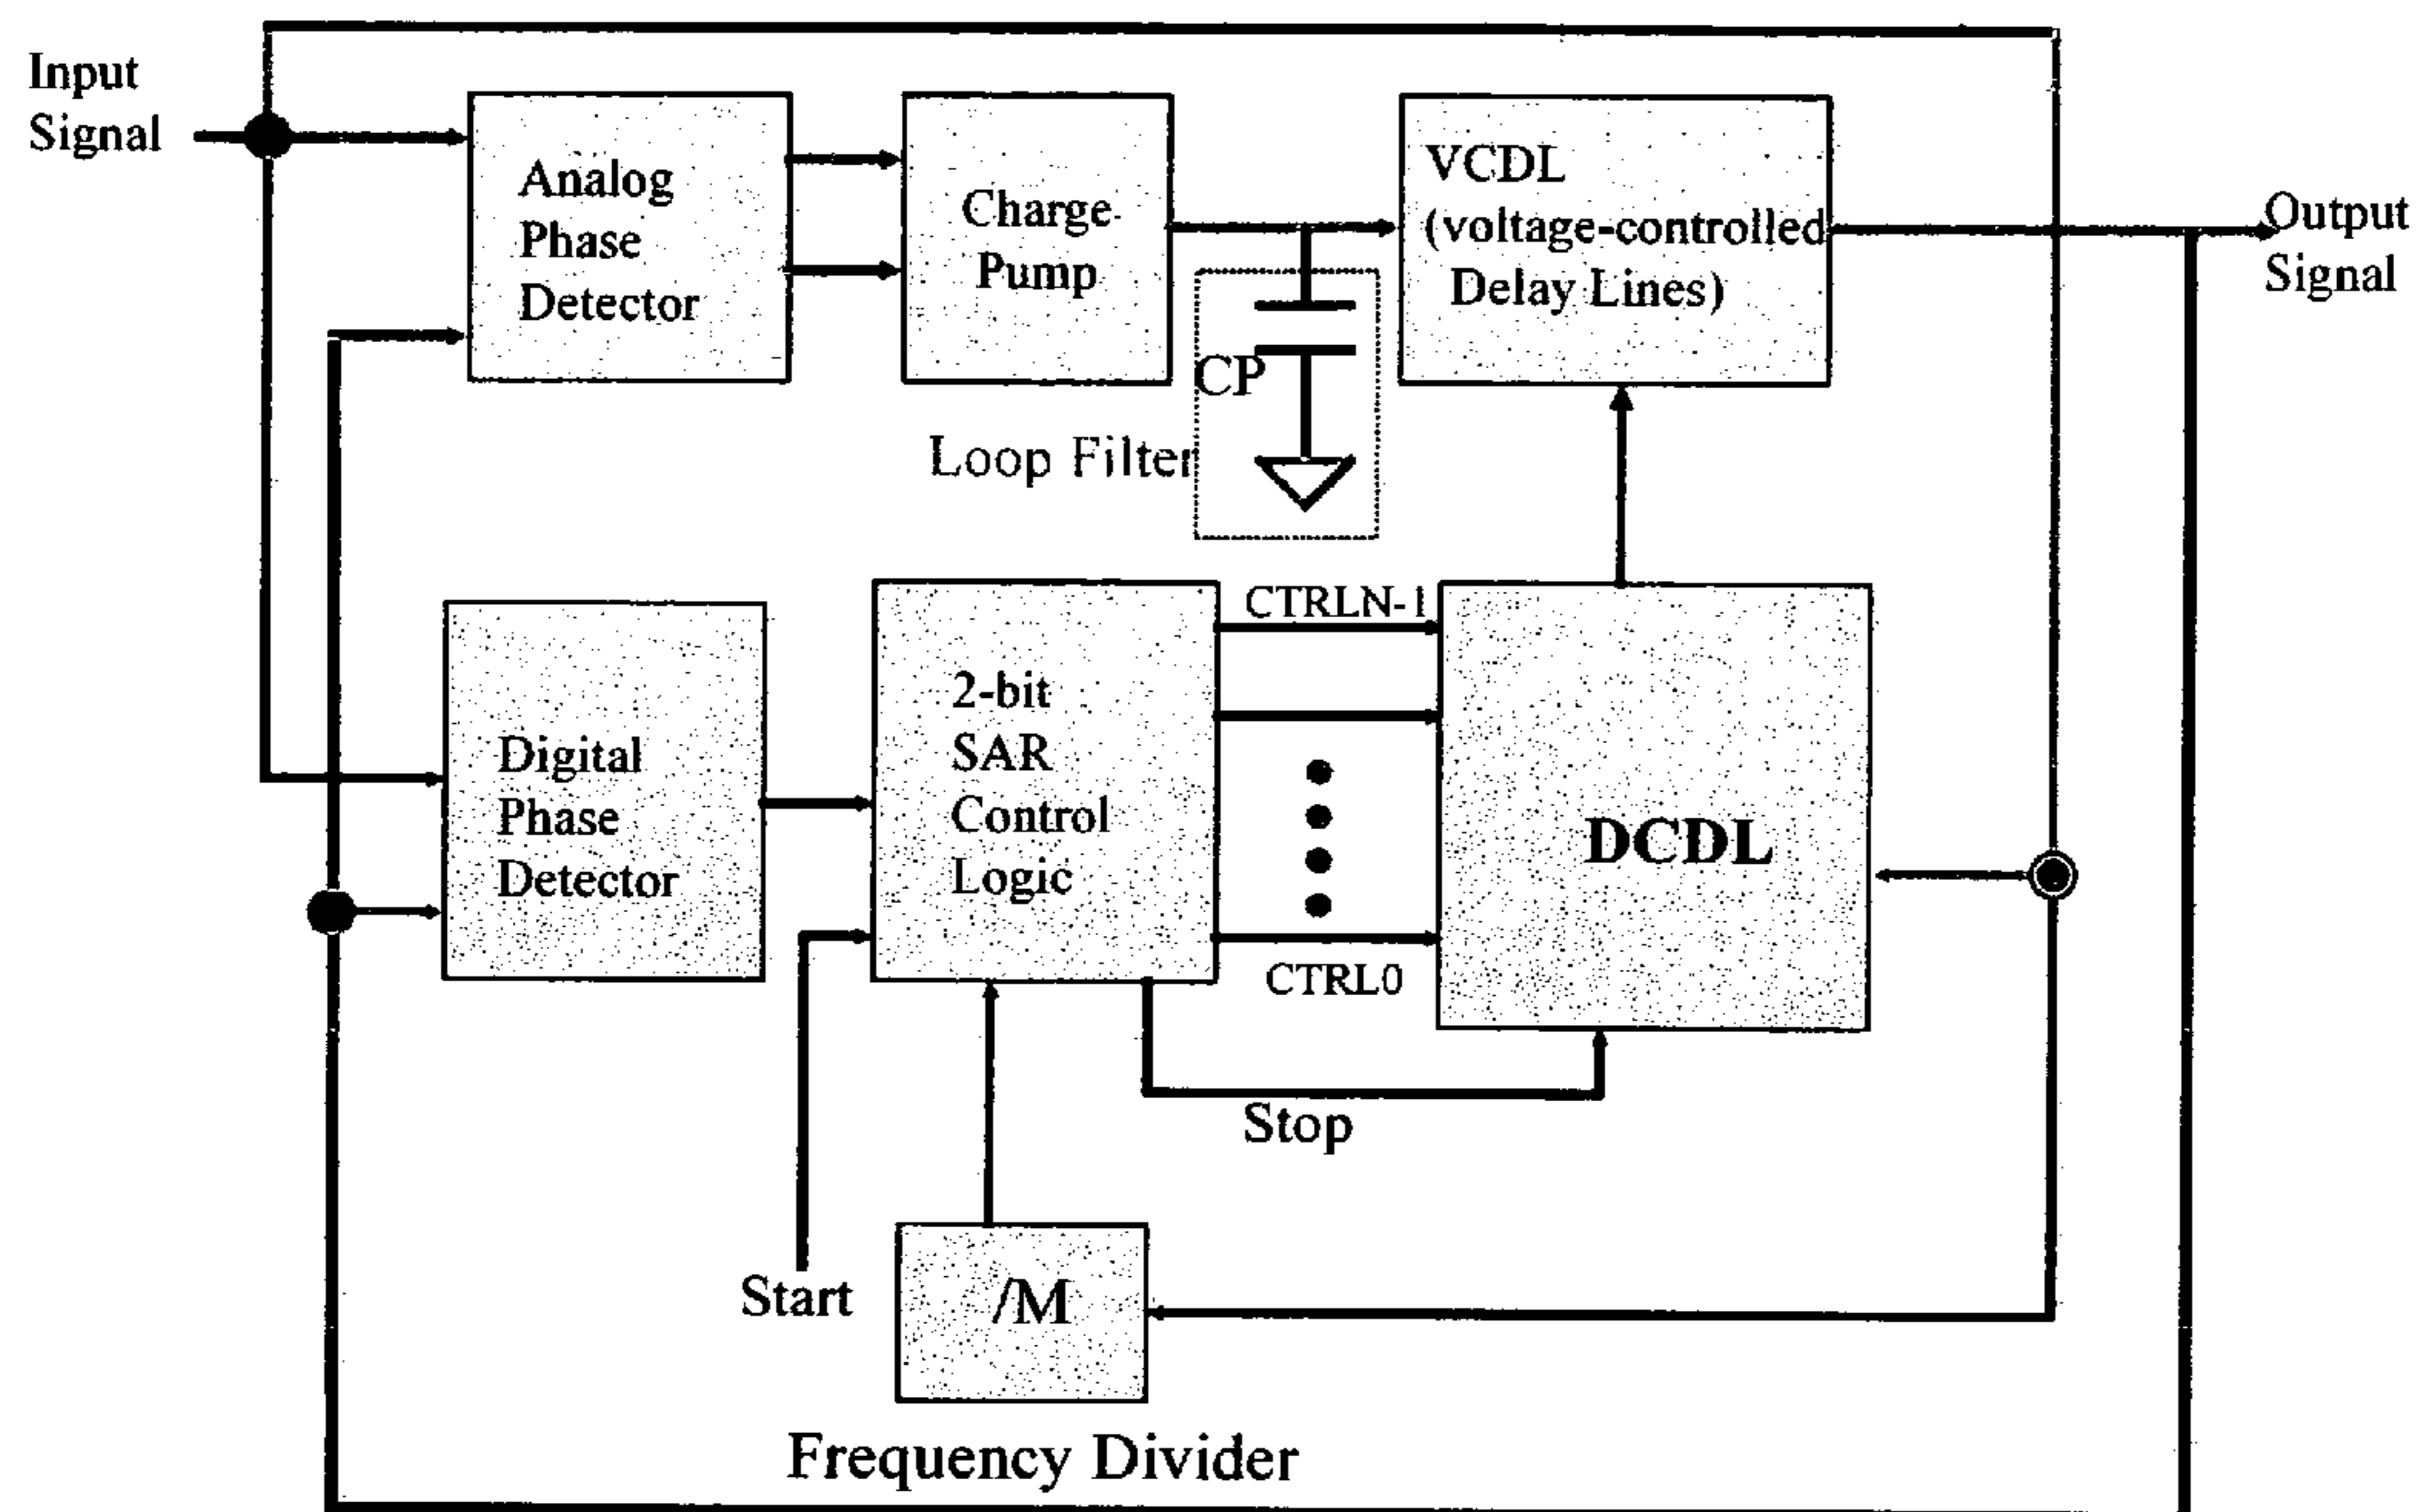 Input
Signal
Analog
Phase
Detector
Charge
Pump
VCDL
(voltage-controlled
Delay Lines)
Output
Signal
CP
Loop Filter
Digital
Phase
Detector
2-bit
SAR
Control
Logic
CTRLN-1
CTRL0
DCDL
Stop
Start
/M
Frequency Divider